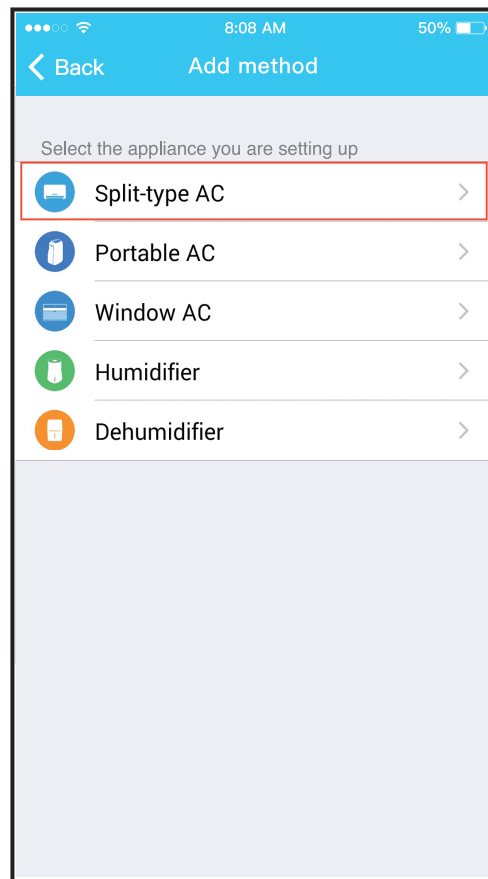 8:08 AM
50%
Back
Add method
Select the appliance you are setting up
Split-type AC
Portable AC
Window AC
Humidifier
Dehumidifier